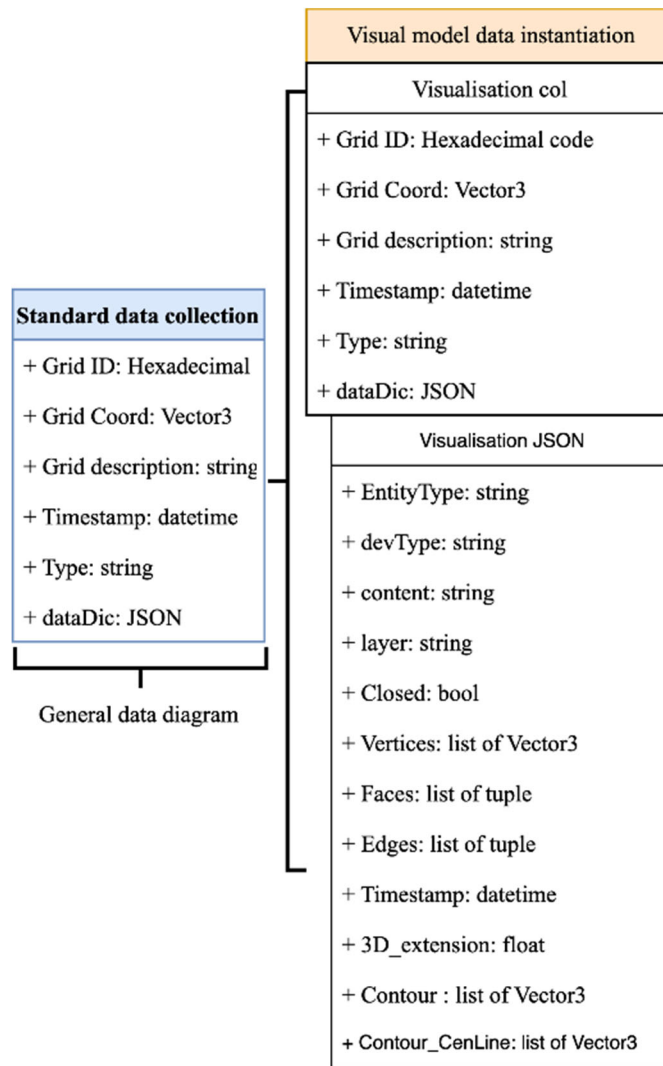 Visual model data instantiation
Visualisation col
+ Grid ID: Hexadecimal code
+ Grid Coord: Vector3
+ Grid description: string
+ Timestamp: datetime
+ Type: string
+ dataDic: JSON
Standard data collection
+ Grid ID: Hexadecimal
+ Grid Coord: Vector3
+ Grid description: string
+ Timestamp: datetime
+ Type: string
+ dataDic: JSON
General data diagram
Visualisation JSON
+ EntityType: string
+ devType: string
+ content: string
+ layer: string
+ Closed: bool
+ Vertices: list of Vector3
+ Faces: list of tuple
+ Edges: list of tuple
+ Timestamp: datetime
+ 3D_extension: float
+ Contour : list of Vector3
+ Contour_CenLine: list of Vector3